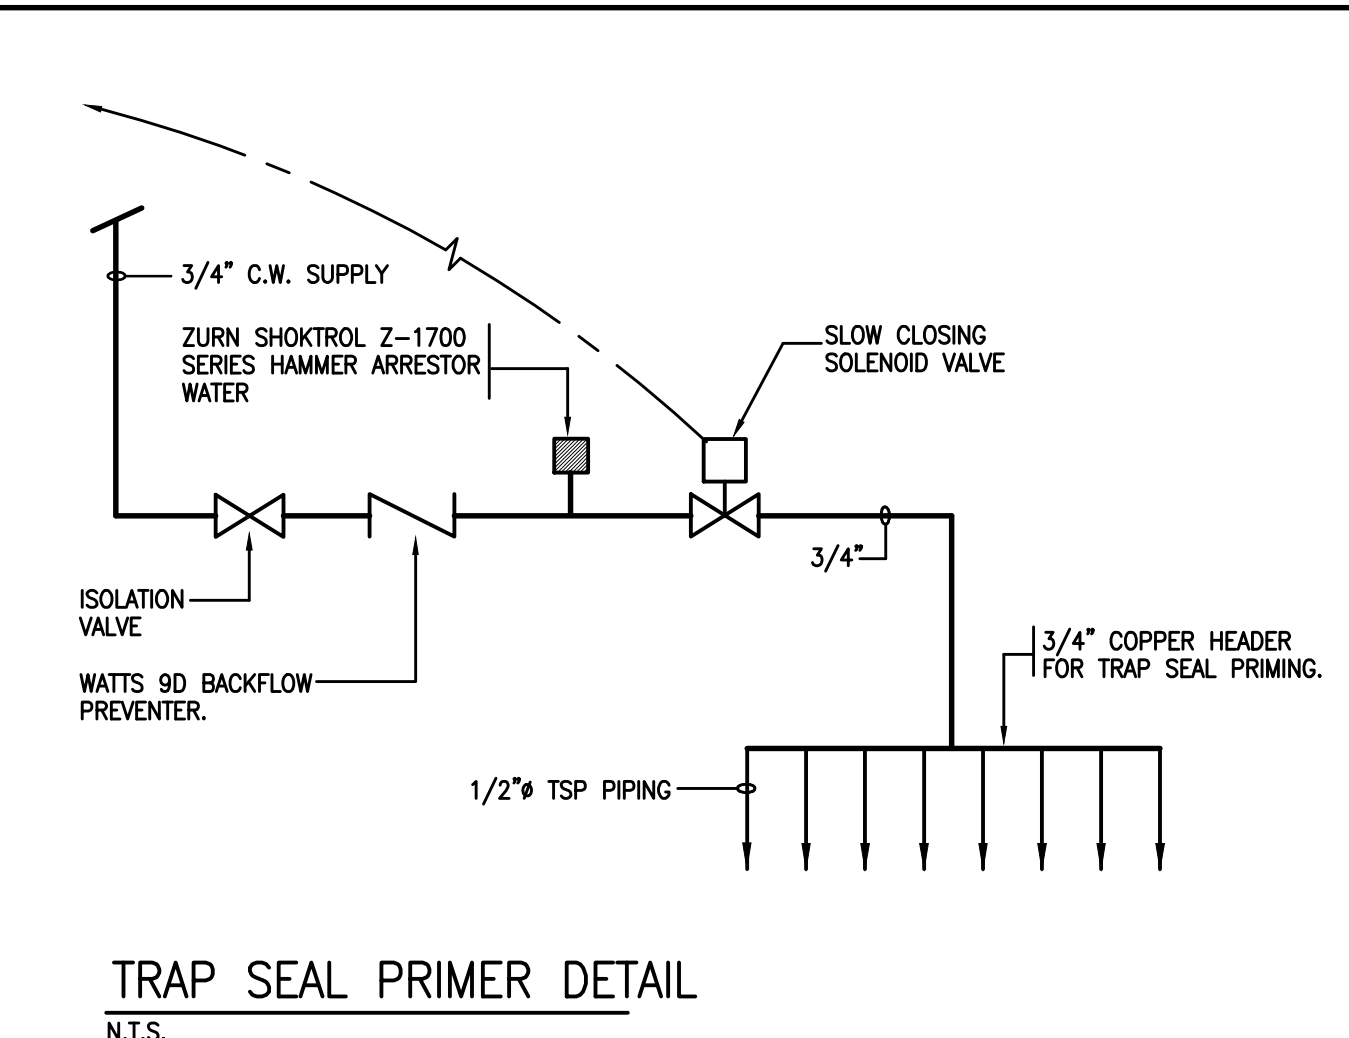 3/4" C.W. SUPPLY
ZURN SHOKTROL Z-1700
SERIES HAMMER ARRESTOR
WATER
SLOW CLOSING
SOLENOID VALVE
3/4"
ISOLATION
VALVE
WATTS 9D BACKFLOW
PREVENTER.
3/4" COPPER HEADER
FOR TRAP SEAL PRIMING.
1/2"ø TSP PIPING
TRAP SEAL PRIMER DETAIL
N.T.S.